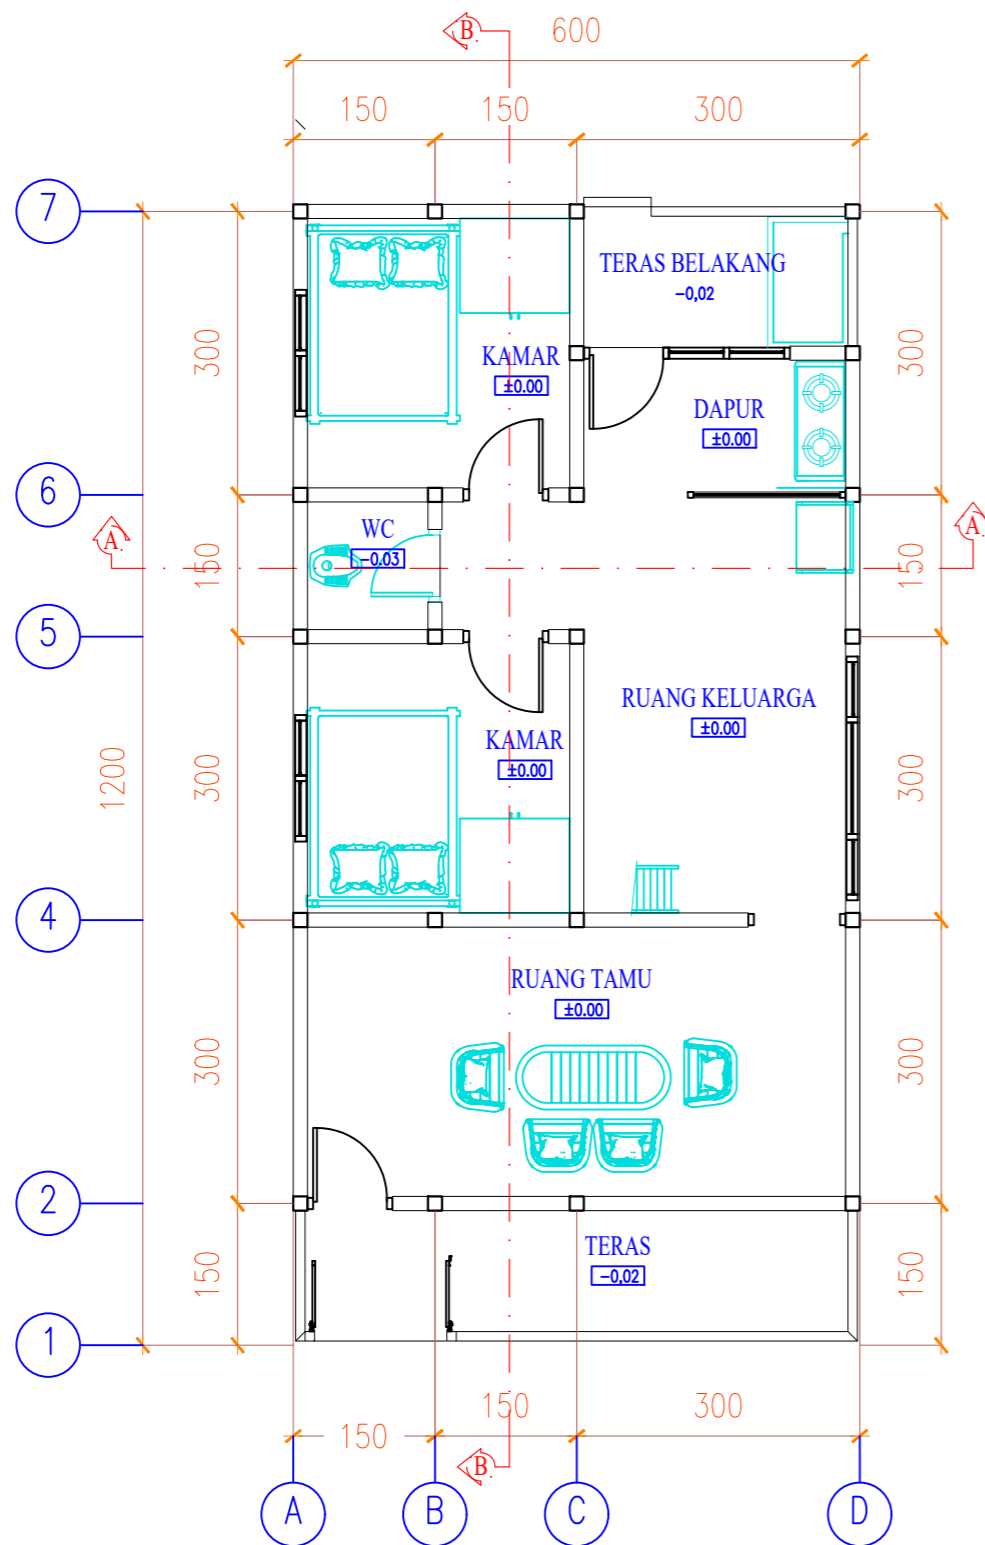 B.
600
150
150
300
7
TERAS BELAKANG
-0,02
300
KAMAR
±0.00
300
DAPUR
±0.00
6
A.
WC
-0.03
150
150
A.
5
RUANG KELUARGA
±0.00
KAMAR
±0.00
1200
300
300
4
RUANG TAMU
±0.00
300
300
2
TERAS
-0,02
150
150
1
150
150
300
B.
A
B
C
D